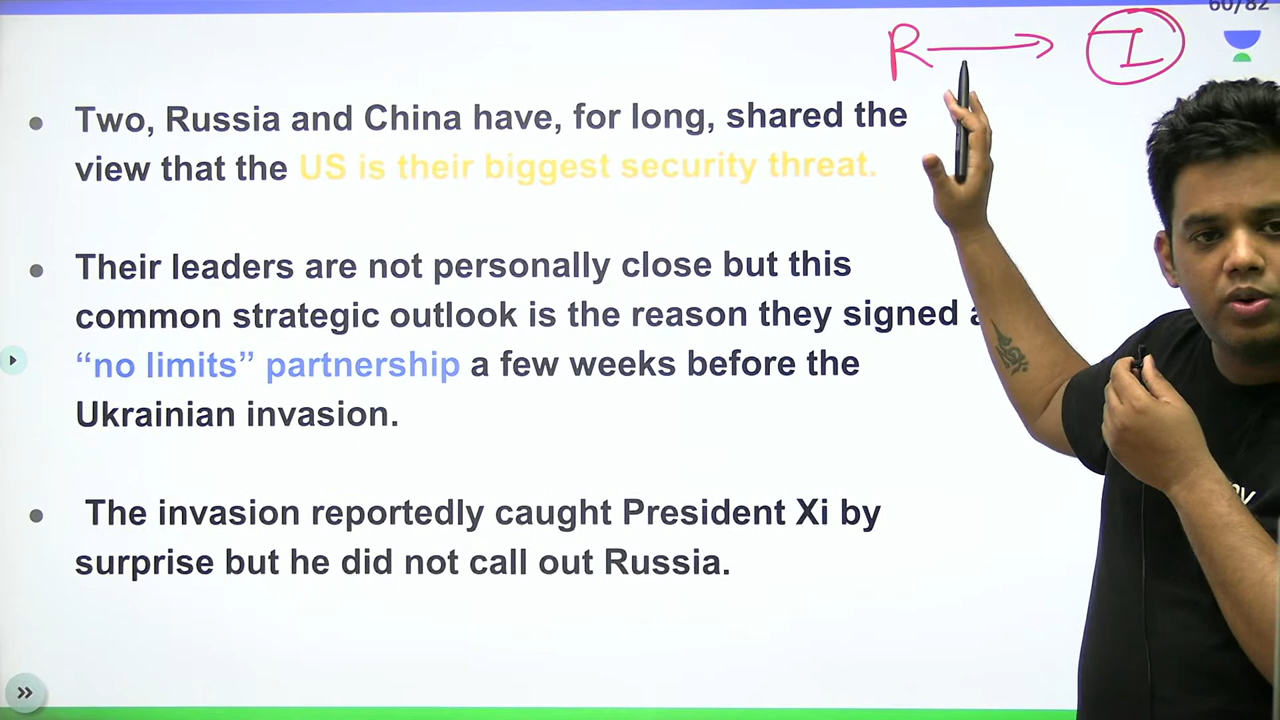 60/82
R → I
Two, Russia and China have, for long, shared the
view that the US is their biggest security threat.
Their leaders are not personally close but this
common strategic outlook is the reason they signed a
“no limits” partnership a few weeks before the
Ukrainian invasion.
The invasion reportedly caught President Xi by
surprise but he did not call out Russia.